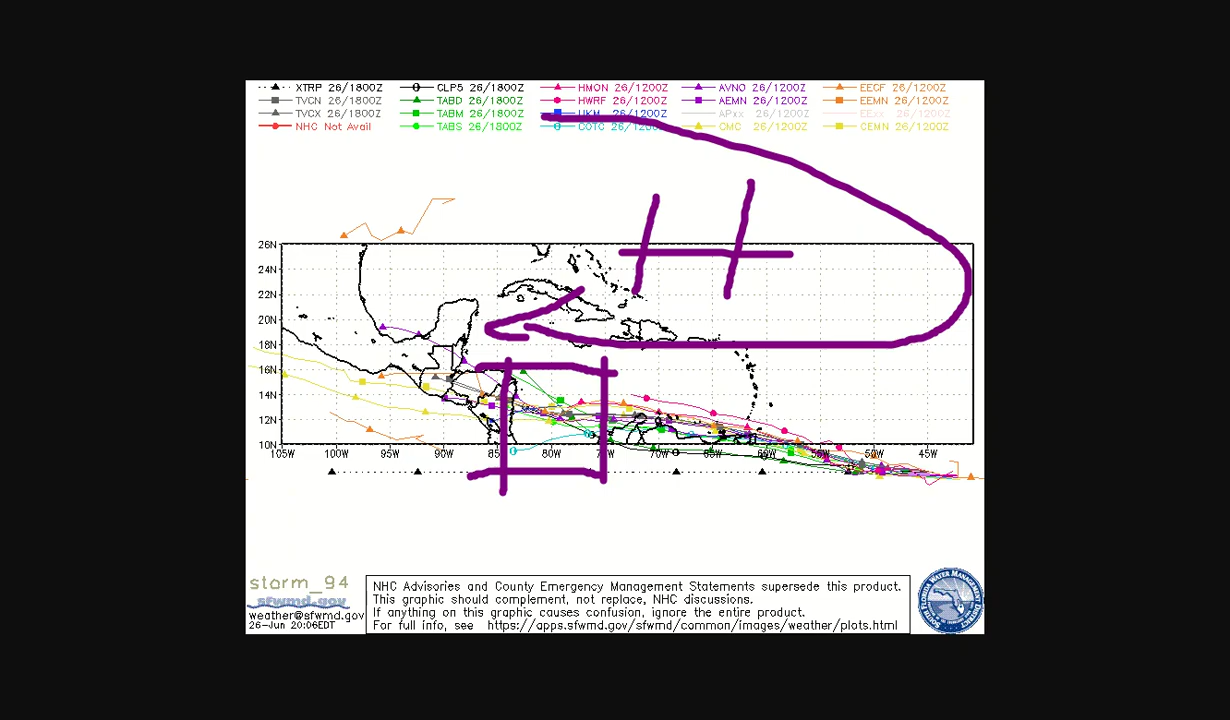 XTRP 26/1800Z CLP5 26/1800Z HMON 26/1200Z AVNO 26/1200Z EECF 26/1200Z
TVCN 26/1800Z TABD 26/1800Z HWRF 26/1200Z AEMN 26/1200Z EEMN 26/1200Z
TVCX 26/1800Z TABM 26/1800Z UKM 26/1200Z APxx 26/1200Z EExx 26/1200Z
NHC Not Avail TABS 26/1800Z COTC 26/1200Z CMC 26/1200Z CEMN 26/1200Z
H
26N
24N
22N
20N
18N
16N
14N
12N
10N
105W 100W 95W 90W 85W 80W 75W 70W 65W 60W 55W 50W 45W
storm_94
sfwmd.gov
weather@sfwmd.gov
26-Jun 20:06EDT
NHC Advisories and County Emergency Management Statements supersede this product.
This graphic should complement, not replace, NHC discussions.
If anything on this graphic causes confusion, ignore the entire product.
For full info, see https://apps.sfwmd.gov/sfwmd/common/images/weather/plots.html